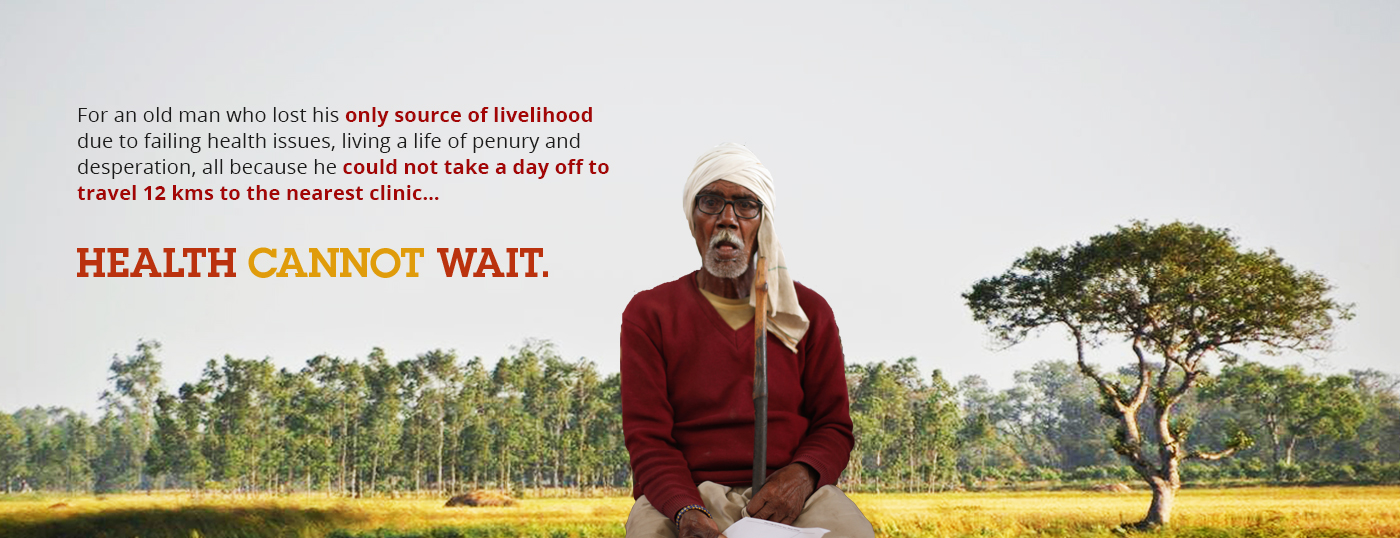 For an old man who lost his only source of livelihood
due to failing health issues, living a life of penury and
desperation, all because he could not take a day off to
travel 12 kms to the nearest clinic...
HEALTH CANNOT WAIT.